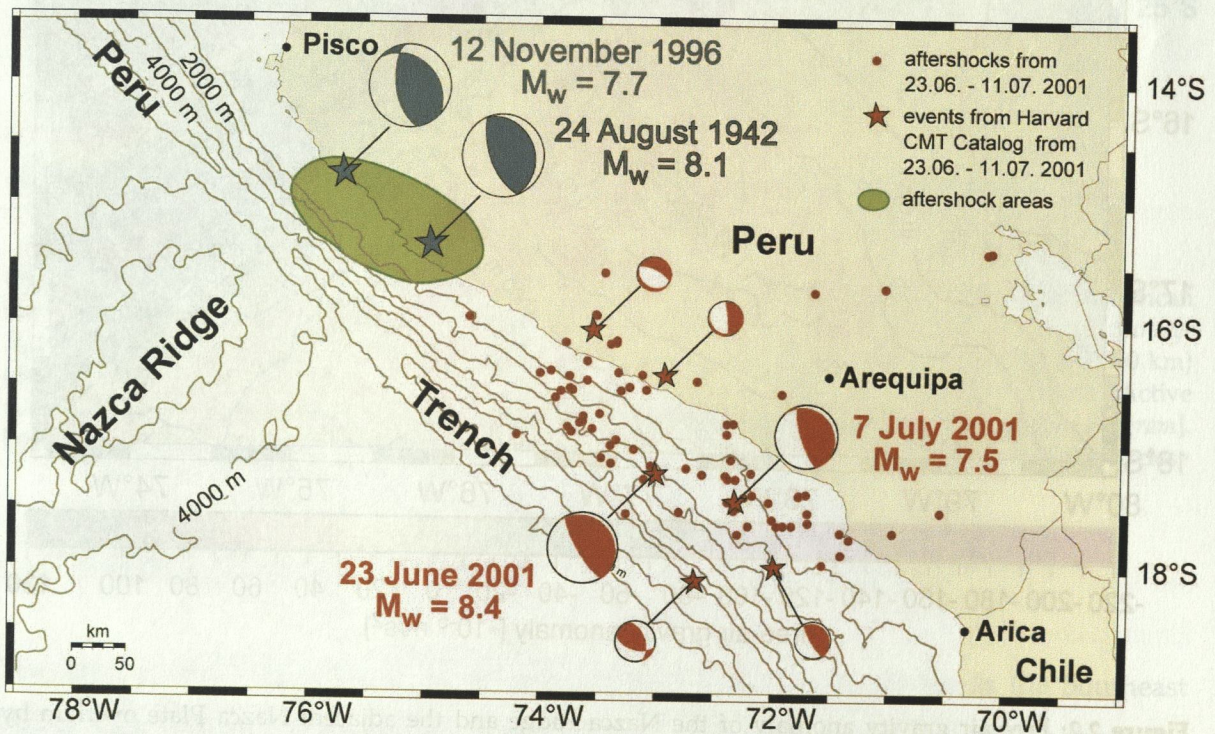 Pisco
12 November 1996
Mw = 7.7
24 August 1942
Mw = 8.1
aftershocks from
23.06. - 11.07. 2001
events from Harvard
CMT Catalog from
23.06. - 11.07. 2001
aftershock areas
Peru
4000 m
2000 m
14°S
Peru
16°S
Nazca Ridge
Trench
Arequipa
7 July 2001
Mw = 7.5
4000 m
23 June 2001
Mw = 8.4
18°S
km
0 50
Arica
Chile
78°W
76°W
74°W
72°W
70°W